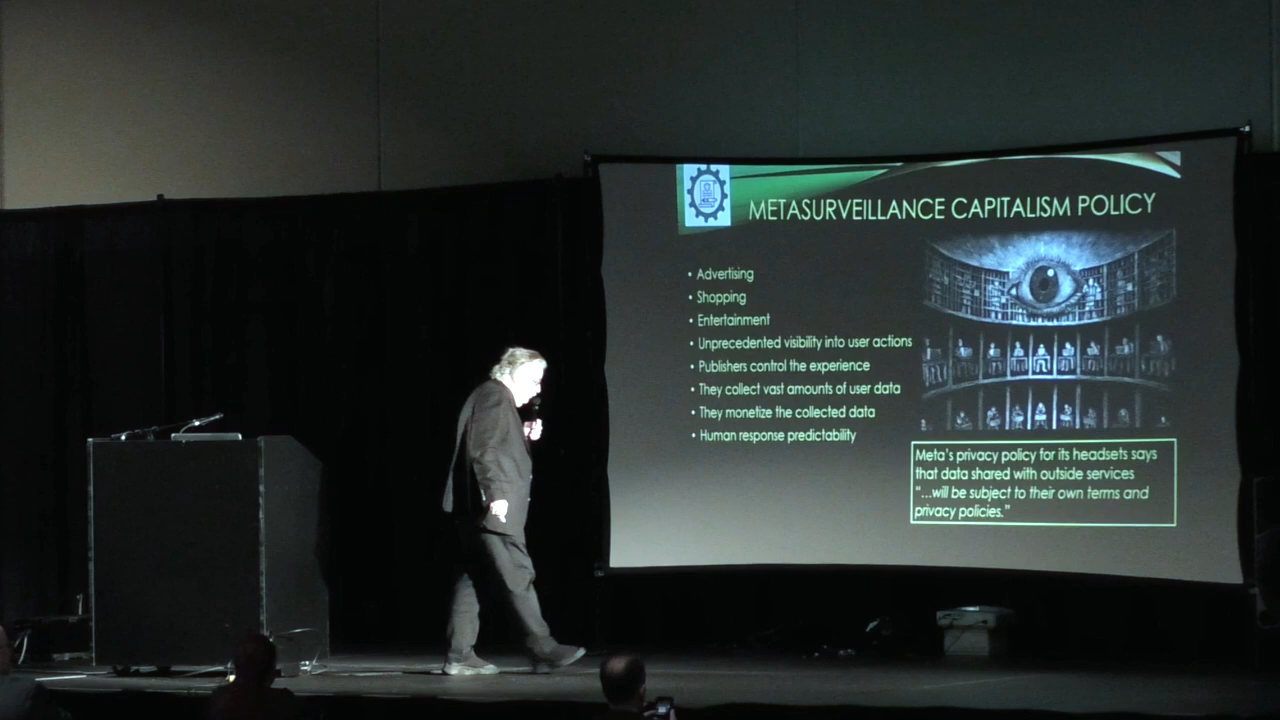 METASURVEILLANCE CAPITALISM POLICY
• Advertising
• Shopping
• Entertainment
• Unprecedented visibility into user actions
• Publishers control the experience
• They collect vast amounts of user data
• They monetize the collected data
• Human response predictability
Meta's privacy policy for its headsets says
that data shared with outside services
"...will be subject to their own terms and
privacy policies."